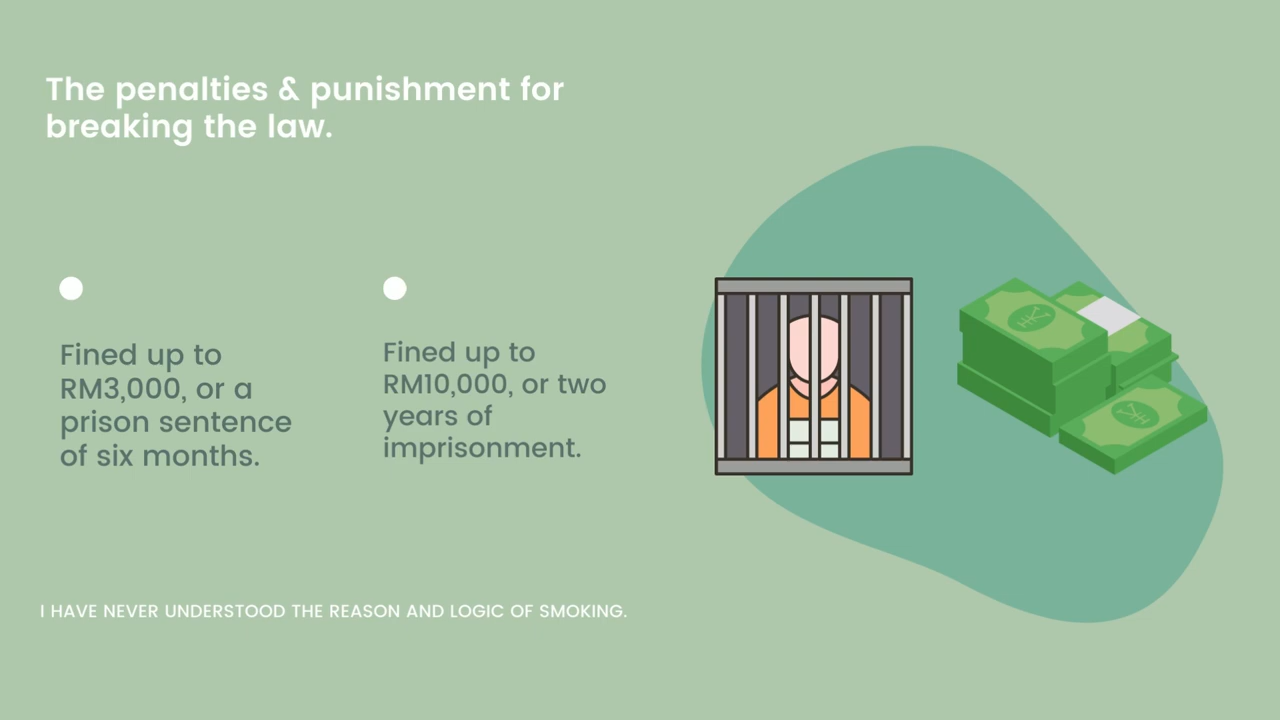 The penalties & punishment for
breaking the law.
Fined up to
RM3,000, or a
prison sentence
of six months.
Fined up to
RM10,000, or two
years of
imprisonment.
I HAVE NEVER UNDERSTOOD THE REASON AND LOGIC OF SMOKING.